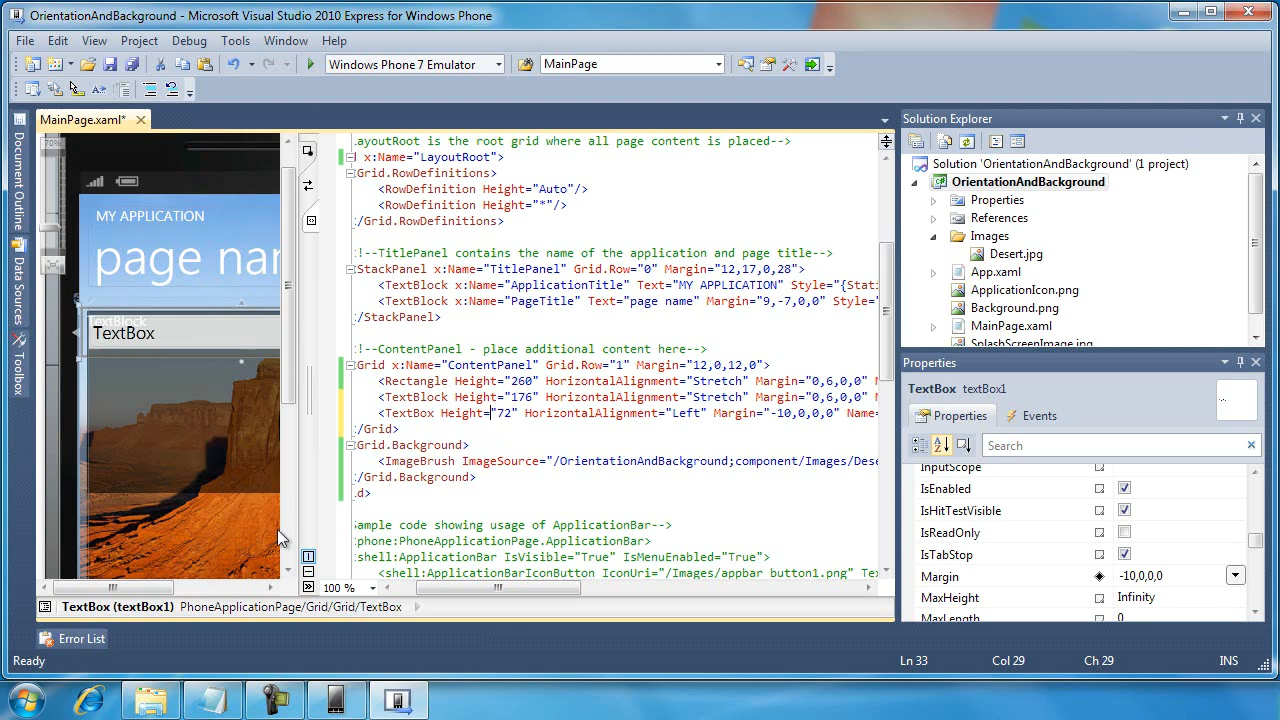 OrientationAndBackground - Microsoft Visual Studio 2010 Express for Windows Phone
File Edit View Project Debug Tools Window Help
Windows Phone 7 Emulator MainPage
MainPage.xaml*
Document Outline
Data Sources
Toolbox
70%
MY APPLICATION
page nar
TextBlock
TextBox
ayoutRoot is the root grid where all page content is placed-->
x:Name="LayoutRoot">
Grid.RowDefinitions>
<RowDefinition Height="Auto"/>
<RowDefinition Height="*"/>
/Grid.RowDefinitions>
!--TitlePanel contains the name of the application and page title-->
StackPanel x:Name="TitlePanel" Grid.Row="0" Margin="12,17,0,28">
<TextBlock x:Name="ApplicationTitle" Text="MY APPLICATION" Style="{Stati
<TextBlock x:Name="PageTitle" Text="page name" Margin="9,-7,0,0" Style=
/StackPanel>
!--ContentPanel - place additional content here-->
Grid x:Name="ContentPanel" Grid.Row="1" Margin="12,0,12,0">
<Rectangle Height="260" HorizontalAlignment="Stretch" Margin="0,6,0,0" N
<TextBlock Height="176" HorizontalAlignment="Stretch" Margin="0,6,0,0" N
<TextBox Height="72" HorizontalAlignment="Left" Margin="-10,0,0,0" Name=
/Grid>
Grid.Background>
<ImageBrush ImageSource="/OrientationAndBackground;component/Images/Dese
/Grid.Background>
d>
ample code showing usage of ApplicationBar-->
phone:PhoneApplicationPage.ApplicationBar>
shell:ApplicationBar IsVisible="True" IsMenuEnabled="True">
<shell:ApplicationBarIconButton IconUri="/Images/appbar_button1.png" Tex
100 %
TextBox (textBox1) PhoneApplicationPage/Grid/Grid/TextBox
Error List
Ready Ln 33 Col 29 Ch 29 INS
Solution Explorer
Solution 'OrientationAndBackground' (1 project)
OrientationAndBackground
Properties
References
Images
Desert.jpg
App.xaml
ApplicationIcon.png
Background.png
MainPage.xaml
SplashScreenImage.jpg
Properties
TextBox textBox1
Properties Events
Search
InputScope
IsEnabled
IsHitTestVisible
IsReadOnly
IsTabStop
Margin -10,0,0,0
MaxHeight Infinity
MaxLength 0